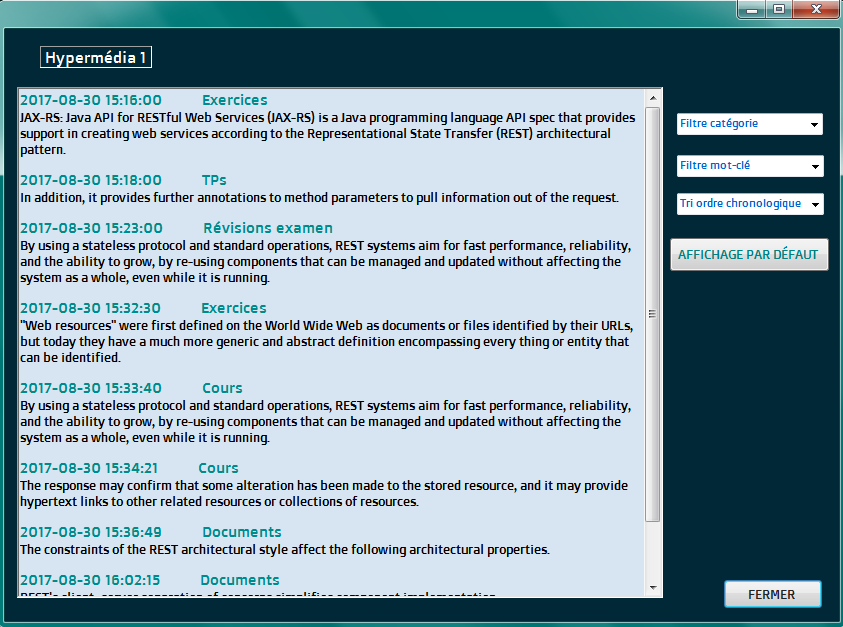 Hypermédia 1
2017-08-30 15:16:00 Exercices
JAX-RS: Java API for RESTful Web Services (JAX-RS) is a Java programming language API spec that provides
support in creating web services according to the Representational State Transfer (REST) architectural
pattern.
2017-08-30 15:18:00 TPs
In addition, it provides further annotations to method parameters to pull information out of the request.
2017-08-30 15:23:00 Révisions examen
By using a stateless protocol and standard operations, REST systems aim for fast performance, reliability,
and the ability to grow, by re-using components that can be managed and updated without affecting the
system as a whole, even while it is running.
2017-08-30 15:32:30 Exercices
"Web resources" were first defined on the World Wide Web as documents or files identified by their URLs,
but today they have a much more generic and abstract definition encompassing every thing or entity that
can be identified.
2017-08-30 15:33:40 Cours
By using a stateless protocol and standard operations, REST systems aim for fast performance, reliability,
and the ability to grow, by re-using components that can be managed and updated without affecting the
system as a whole, even while it is running.
2017-08-30 15:34:21 Cours
The response may confirm that some alteration has been made to the stored resource, and it may provide
hypertext links to other related resources or collections of resources.
2017-08-30 15:36:49 Documents
The constraints of the REST architectural style affect the following architectural properties.
2017-08-30 16:02:15 Documents
REST's client-server separation of concerns simplifies component implementation
Filtre catégorie
Filtre mot-clé
Tri ordre chronologique
AFFICHAGE PAR DÉFAUT
FERMER